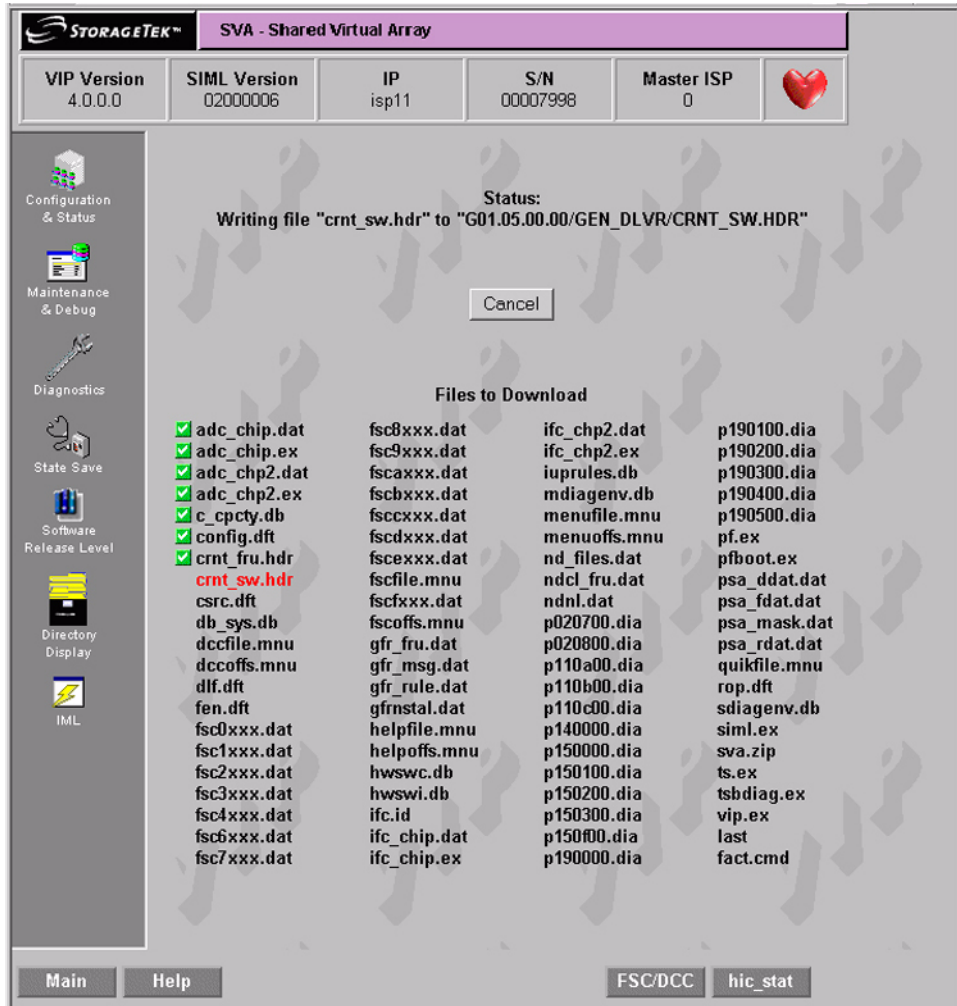 STORAGETEK™ SVA - Shared Virtual Array
VIP Version SIML Version IP S/N Master ISP
4.0.0.0 02000006 isp11 00007998 0
Configuration
& Status
Maintenance
& Debug
Diagnostics
State Save
Software
Release Level
Directory
Display
IML
Status:
Writing file "crnt_sw.hdr" to "G01.05.00.00/GEN_DLVR/CRNT_SW.HDR"
Cancel
Files to Download
adc_chip.dat fsc8xxx.dat ifc_chp2.dat p190100.dia
adc_chip.ex fsc9xxx.dat ifc_chp2.ex p190200.dia
adc_chp2.dat fscaxxx.dat iuprules.db p190300.dia
adc_chp2.ex fscbxxx.dat mdiagenv.db p190400.dia
c_cpcty.db fsccxxx.dat menufile.mnu p190500.dia
config.dft fscdxxx.dat menuoffs.mnu pf.ex
crnt_fru.hdr fscexxx.dat nd_files.dat pfboot.ex
crnt_sw.hdr fscfile.mnu ndcl_fru.dat psa_ddat.dat
csrc.dft fscfxxx.dat ndnl.dat psa_fdat.dat
db_sys.db fscoffs.mnu p020700.dia psa_mask.dat
dccfile.mnu gfr_fru.dat p020800.dia psa_rdat.dat
dccoffs.mnu gfr_msg.dat p110a00.dia quikfile.mnu
dlf.dft gfr_rule.dat p110b00.dia rop.dft
fen.dft gfrnstal.dat p110c00.dia sdiagenv.db
fsc0xxx.dat helpfile.mnu p140000.dia siml.ex
fsc1xxx.dat helpoffs.mnu p150000.dia sva.zip
fsc2xxx.dat hwswc.db p150100.dia ts.ex
fsc3xxx.dat hwswi.db p150200.dia tsbdiag.ex
fsc4xxx.dat ifc.id p150300.dia vip.ex
fsc6xxx.dat ifc_chip.dat p150f00.dia last
fsc7xxx.dat ifc_chip.ex p190000.dia fact.cmd
Main Help FSC/DCC hic_stat